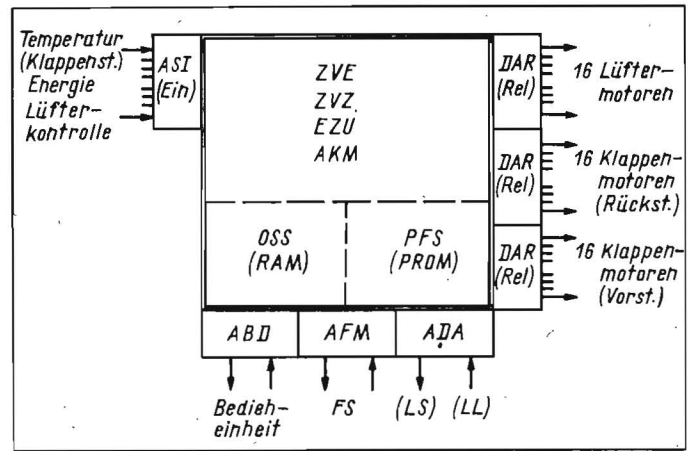 Temperatur
(Klappenst.)
Energie
Lüfter-
kontrolle
ASI
(Ein)
ZVE
ZVZ
EZU
AKM
OSS
(RAM)
PFS
(PROM)
DAR
(Rel)
16 Lüfter-
motoren
DAR
(Rel)
16 Klappen-
motoren
(Rückst.)
DAR
(Rel)
16 Klappen-
motoren
(Vorst.)
ABD
AFM
ADA
Bedieh-
einheit
FS
(LS)
(LL)